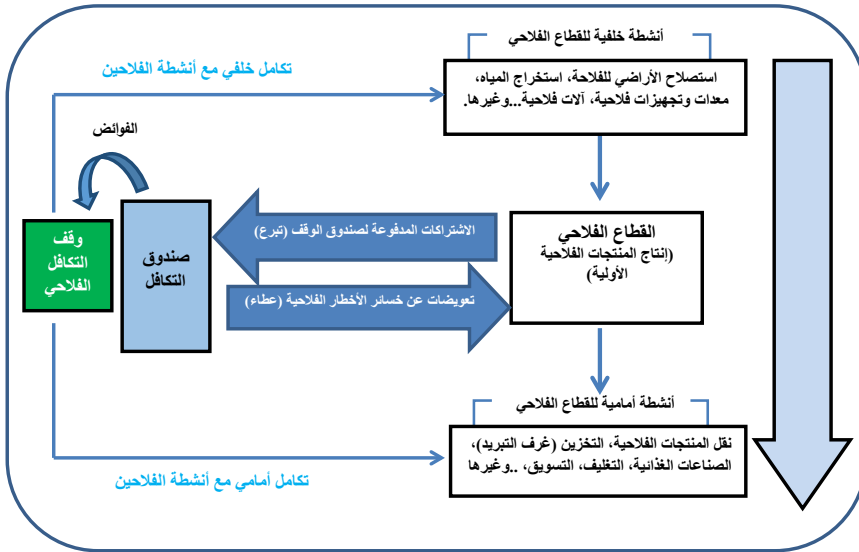 أنشطة خلفية للقطاع الفلاحي
تكامل خلفي مع أنشطة الفلاحين
استصلاح الأراضي للفلاحة، استخراج المياه،
معدات وتجهيزات فلاحية، آلات فلاحية...وغيرها.
الفوائض
القطاع الفلاحي
(إنتاج المنتجات الفلاحية
الأولية)
الاشتراكات المدفوعة لصندوق الوقف (تبرع)
صندوق
التكافل
وقف
التكافل
الفلاحي
تعويضات عن خسائر الأخطار الفلاحية (عطاء)
أنشطة أمامية للقطاع الفلاحي
نقل المنتجات الفلاحية، التخزين (غرف التبريد)،
الصناعات الغذائية، التغليف، التسويق، ..وغيرها
تكامل أمامي مع أنشطة الفلاحين